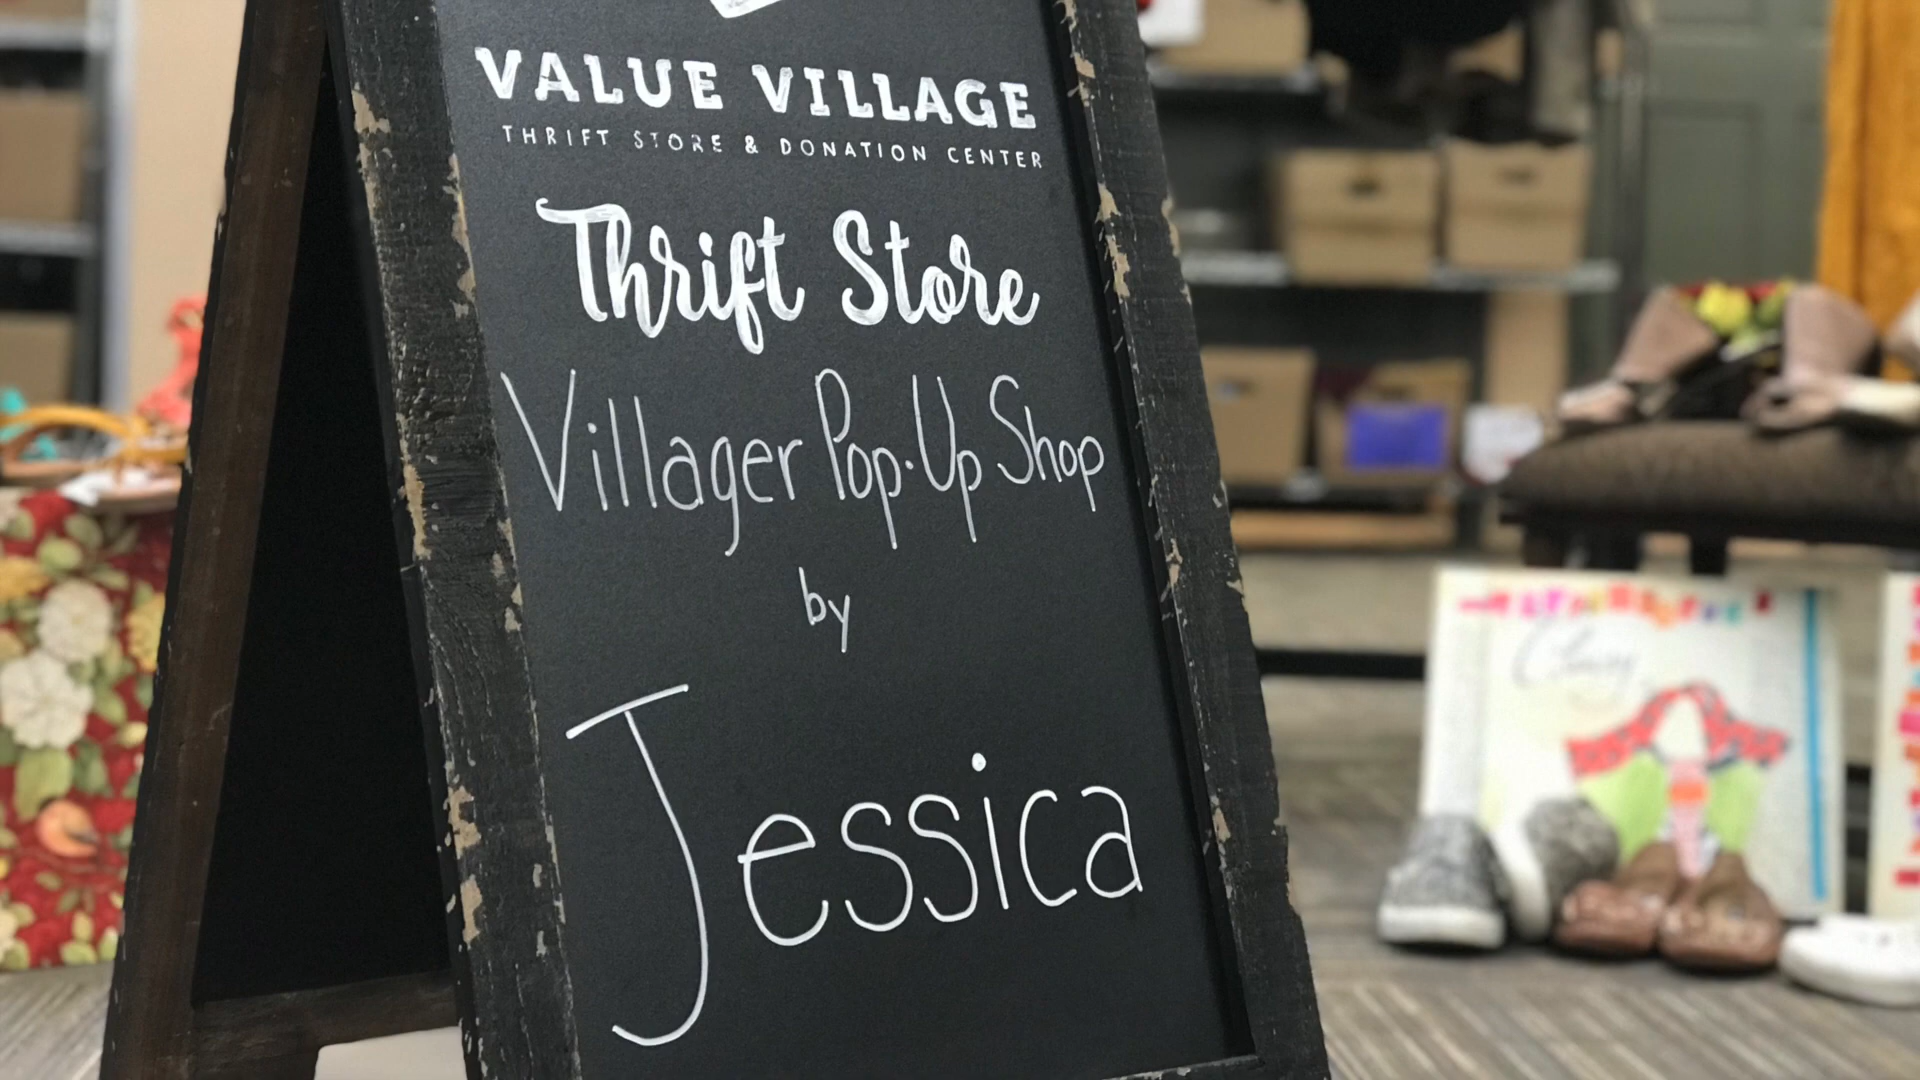 VALUE VILLAGE
THRIFT STORE & DONATION CENTER
Thrift Store
Villager Pop-Up Shop
by
Jessica